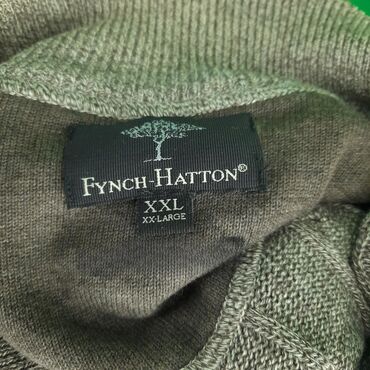 FYNCH-HATTON®
XXL
XX-LARGE